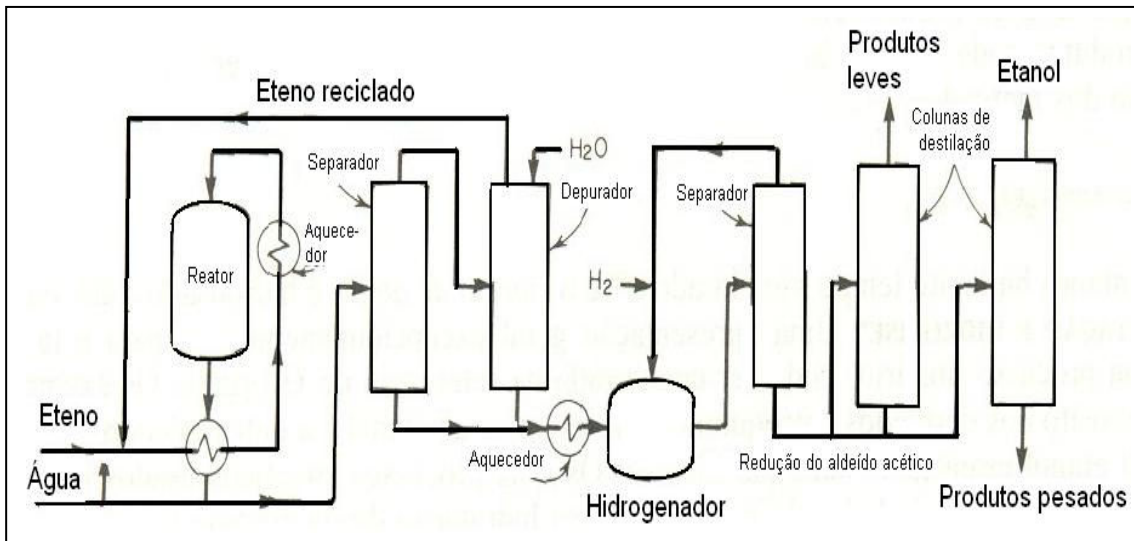 Produtos
leves
Etanol
Eteno reciclado
Colunas de
destilação
H₂O
Separador
Depurador
Separador
Aquece-
dor
Reator
H₂
Eteno
Água
Aquecedor
Redução do aldeído acético
Hidrogenador
Produtos pesados